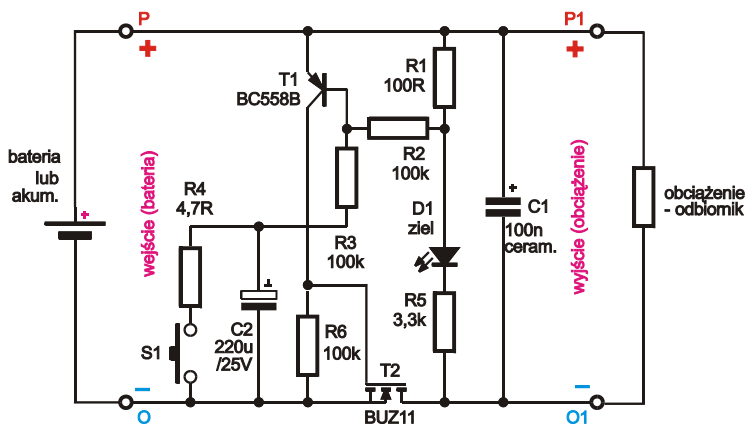 P
P1
+
+
T1
BC558B
R1
100R
R2
100k
bateria
lub
akum.
+
wejście (bateria)
R4
4,7R
R3
100k
D1
ziel
+
C1
100n
ceram.
wyjście (obciążenie)
obciążenie
- odbiornik
+
C2
220u
/25V
R6
100k
R5
3,3k
S1
T2
BUZ11
−
O
−
O1